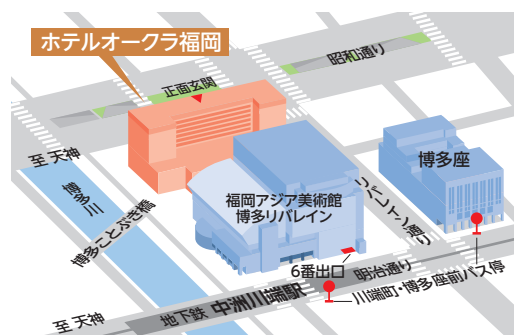 ホテルオークラ福岡
昭和通り
正面玄関
至 天神
博多川
博多ことぶき橋
福岡アジア美術館
博多リバレイン
博多座
リバレイン通り
6番出口
明治通り
川端町・博多座前バス停
地下鉄 中洲川端駅
至 天神